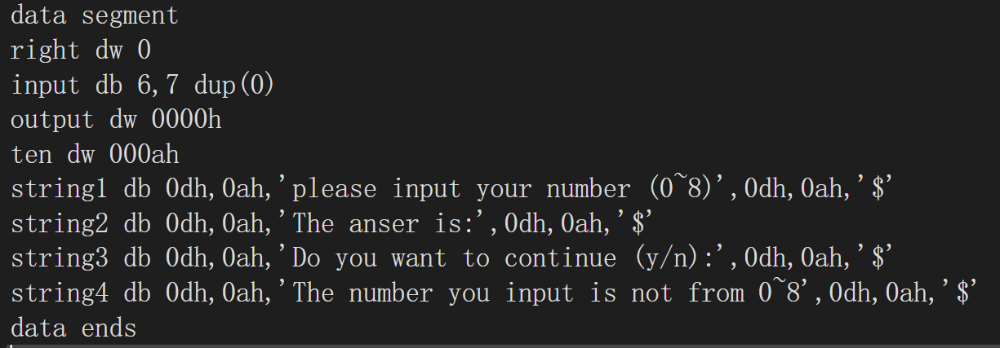 data segment
right dw 0
input db 6,7 dup(0)
output dw 0000h
ten dw 000ah
string1 db 0dh,0ah,'please input your number (0~8)',0dh,0ah,'$'
string2 db 0dh,0ah,'The anser is:',0dh,0ah,'$'
string3 db 0dh,0ah,'Do you want to continue (y/n):',0dh,0ah,'$'
string4 db 0dh,0ah,'The number you input is not from 0~8',0dh,0ah,'$'
data ends